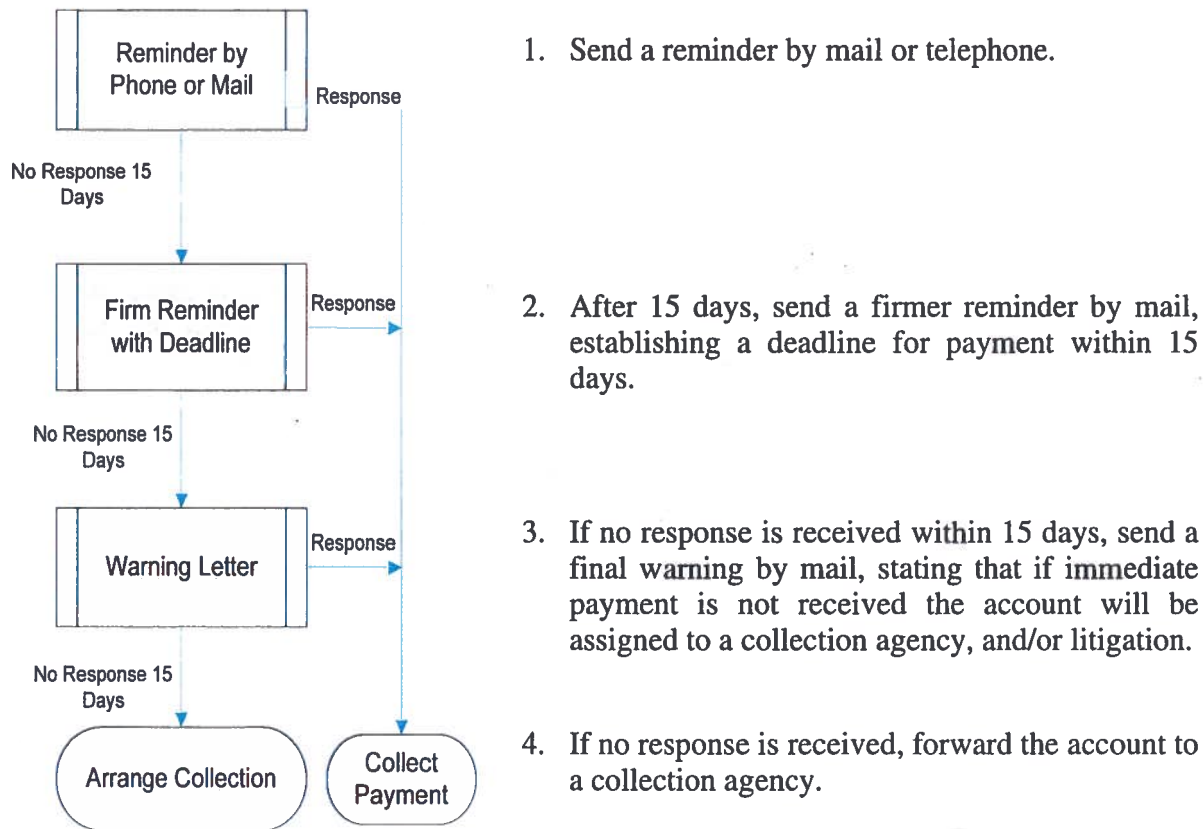 Reminder by
Phone or Mail
Response
1. Send a reminder by mail or telephone.
No Response 15
Days
Firm Reminder
with Deadline
Response
2. After 15 days, send a firmer reminder by mail,
establishing a deadline for payment within 15
days.
No Response 15
Days
Warning Letter
Response
3. If no response is received within 15 days, send a
final warning by mail, stating that if immediate
payment is not received the account will be
assigned to a collection agency, and/or litigation.
No Response 15
Days
Arrange Collection
Collect
Payment
4. If no response is received, forward the account to
a collection agency.